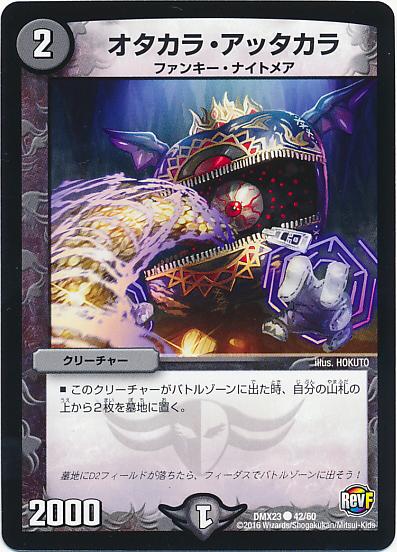 2
オタカラ・アッタカラ
ファンキー・ナイトメア
illus. HOKUTO
クリーチャー
■このクリーチャーがバトルゾーンに出た時、自分の山札の
上から2枚を墓地に置く。
墓地にD2フィールドが落ちたら、フィーダスでバトルゾーンに出そう!
RevF
2000
1
DMX23 ● 42/60
©2016 Wizards/Shogakukan/Mitsui-Kids